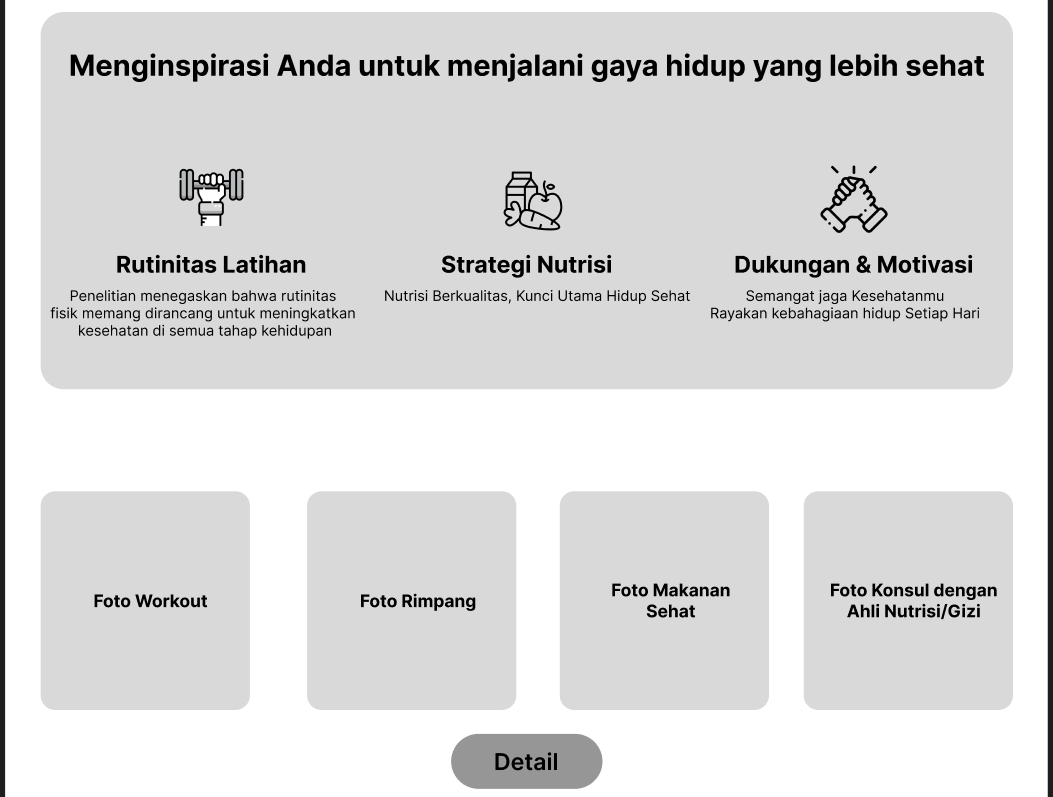 Menginspirasi Anda untuk menjalani gaya hidup yang lebih sehat
Rutinitas Latihan
Penelitian menegaskan bahwa rutinitas
fisik memang dirancang untuk meningkatkan
kesehatan di semua tahap kehidupan
Strategi Nutrisi
Nutrisi Berkualitas, Kunci Utama Hidup Sehat
Dukungan & Motivasi
Semangat jaga Kesehatanmu
Rayakan kebahagiaan hidup Setiap Hari
Foto Workout
Foto Rimpang
Foto Makanan
Sehat
Foto Konsul dengan
Ahli Nutrisi/Gizi
Detail